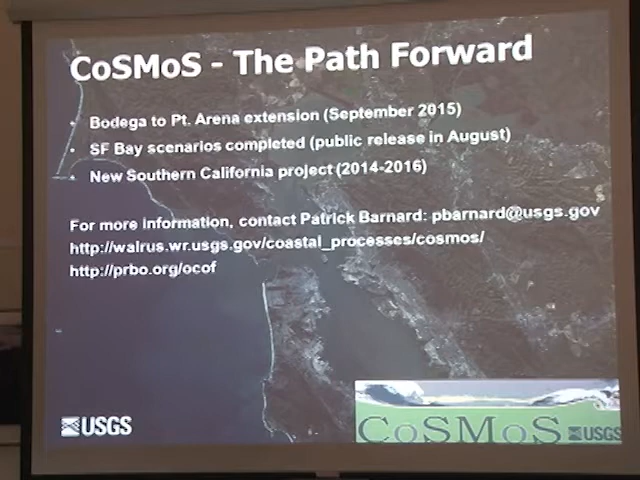 CoSMoS - The Path Forward
• Bodega to Pt. Arena extension (September 2015)
• SF Bay scenarios completed (public release in August)
• New Southern California project (2014-2016)
For more information, contact Patrick Barnard: pbarnard@usgs.gov
http://walrus.wr.usgs.gov/coastal_processes/cosmos/
http://prbo.org/ocof
USGS
CoSMoS USGS